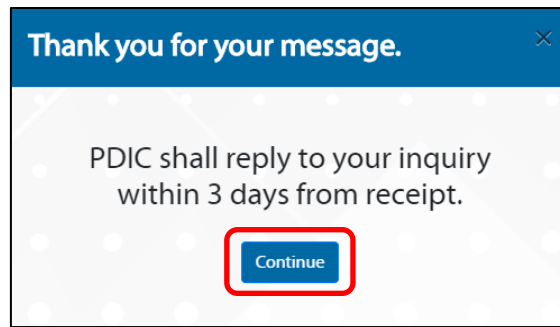 Thank you for your message.
×
PDIC shall reply to your inquiry
within 3 days from receipt.
Continue